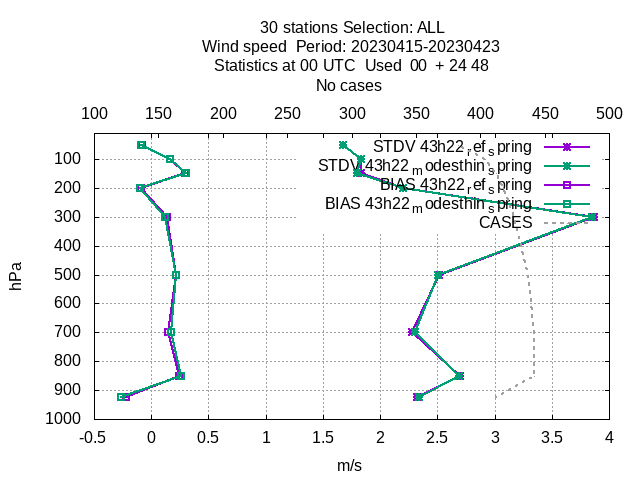 30 stations Selection: ALL
Wind speed  Period: 20230415-20230423
Statistics at 00 UTC  Used  00  + 24 48
No cases
100 150 200 250 300 350 400 450 500
STDV 43h22_ref_spring
STDV 43h22_modesthin_spring
BIAS 43h22_ref_spring
BIAS 43h22_modesthin_spring
CASES
100
200
300
400
500
600
700
800
900
1000
hPa
-0.5 0 0.5 1 1.5 2 2.5 3 3.5 4
m/s